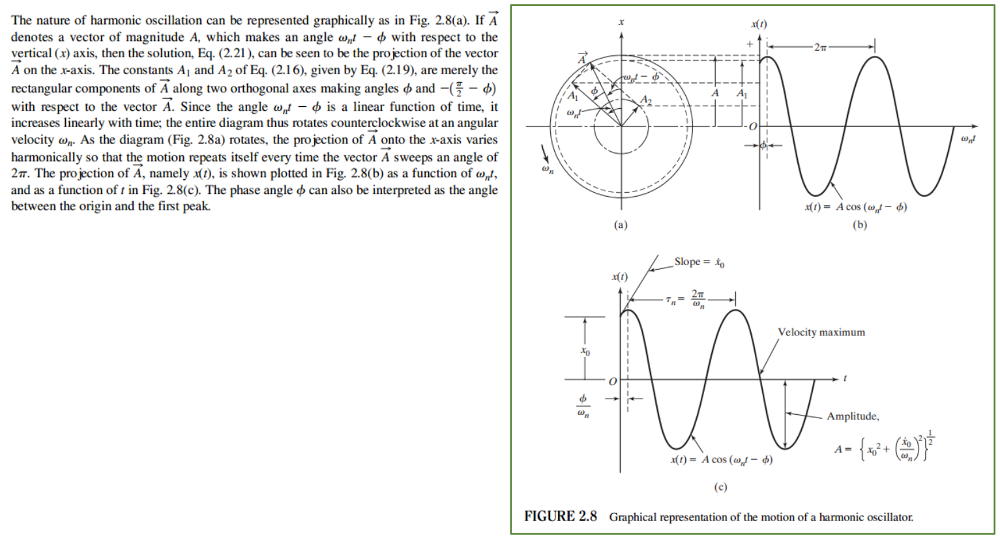 The nature of harmonic oscillation can be represented graphically as in Fig. 2.8(a). If A⃗
denotes a vector of magnitude A, which makes an angle ωₙt − ϕ with respect to the
vertical (x) axis, then the solution, Eq. (2.21), can be seen to be the projection of the vector
A⃗ on the x-axis. The constants A₁ and A₂ of Eq. (2.16), given by Eq. (2.19), are merely the
rectangular components of A⃗ along two orthogonal axes making angles ϕ and −(π/2 − ϕ)
with respect to the vector A⃗. Since the angle ωₙt − ϕ is a linear function of time, it
increases linearly with time; the entire diagram thus rotates counterclockwise at an angular
velocity ωₙ. As the diagram (Fig. 2.8a) rotates, the projection of A⃗ onto the x-axis varies
harmonically so that the motion repeats itself every time the vector A⃗ sweeps an angle of
2π. The projection of A⃗, namely x(t), is shown plotted in Fig. 2.8(b) as a function of ωₙt,
and as a function of t in Fig. 2.8(c). The phase angle ϕ can also be interpreted as the angle
between the origin and the first peak.
x
A⃗
ωₙt − ϕ
ϕ
A₁
A₂
ωₙt
ωₙ
(a)
x(t)
+
2π
A
A₁
O
ϕ
ωₙt
x(t) = A cos (ωₙt − ϕ)
(b)
Slope = ẋ₀
x(t)
τₙ = 2π/ωₙ
Velocity maximum
x₀
O
t
ϕ/ωₙ
Amplitude,
A = {x₀² + (ẋ₀/ωₙ)²}^(1/2)
x(t) = A cos (ωₙt − ϕ)
(c)
FIGURE 2.8 Graphical representation of the motion of a harmonic oscillator.